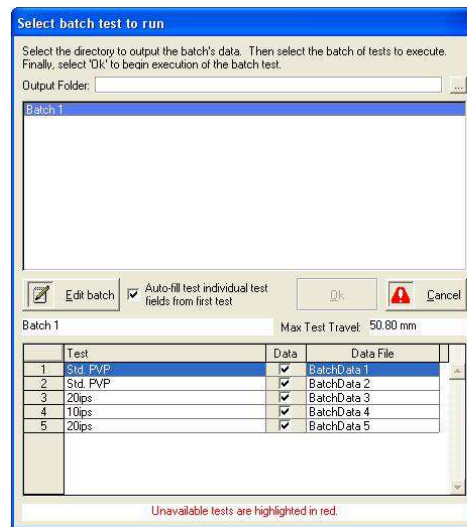 Select batch test to run
Select the directory to output the batch's data. Then select the batch of tests to execute.
Finally, select 'Ok' to begin execution of the batch test.
Output Folder:
...
Batch 1
Edit batch
Auto-fill test individual test
fields from first test
Ok
Cancel
Batch 1
Max Test Travel: 50.80 mm
Test Data Data File
1 Std. PVP BatchData 1
2 Std. PVP BatchData 2
3 20ips BatchData 3
4 10ips BatchData 4
5 20ips BatchData 5
Unavailable tests are highlighted in red.